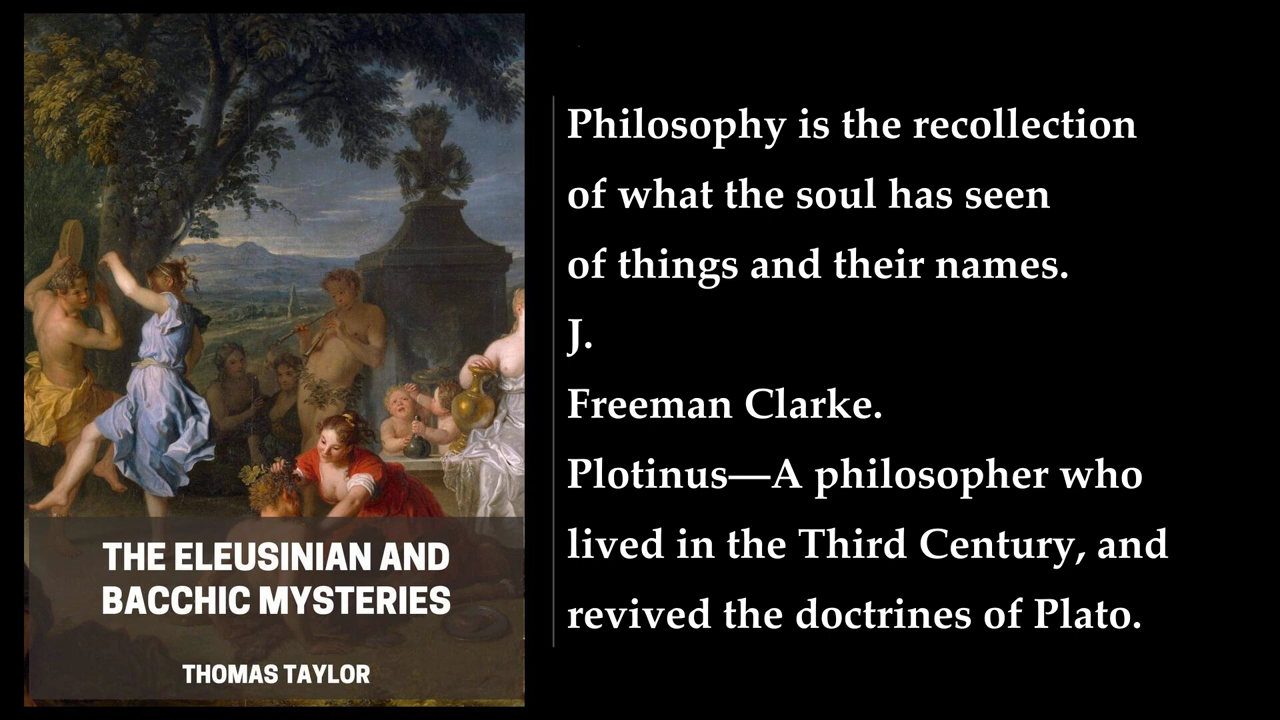 THE ELEUSINIAN AND
BACCHIC MYSTERIES
THOMAS TAYLOR
Philosophy is the recollection
of what the soul has seen
of things and their names.
J.
Freeman Clarke.
Plotinus—A philosopher who
lived in the Third Century, and
revived the doctrines of Plato.